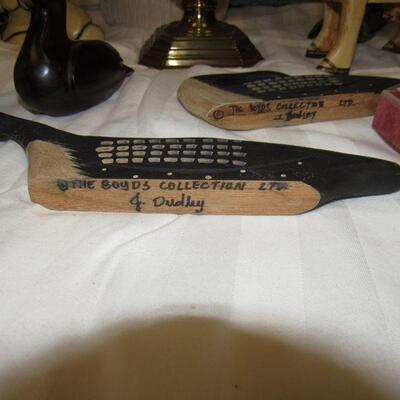 © THE BOYDS COLLECTION LTD.
J. Dudley
© THE BOYDS COLLECTION LTD
J. Dudley